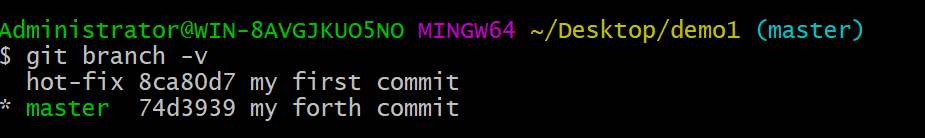 Administrator@WIN-8AVGJKUO5NO MINGW64 ~/Desktop/demo1 (master)
$ git branch -v
  hot-fix 8ca80d7 my first commit
* master  74d3939 my forth commit